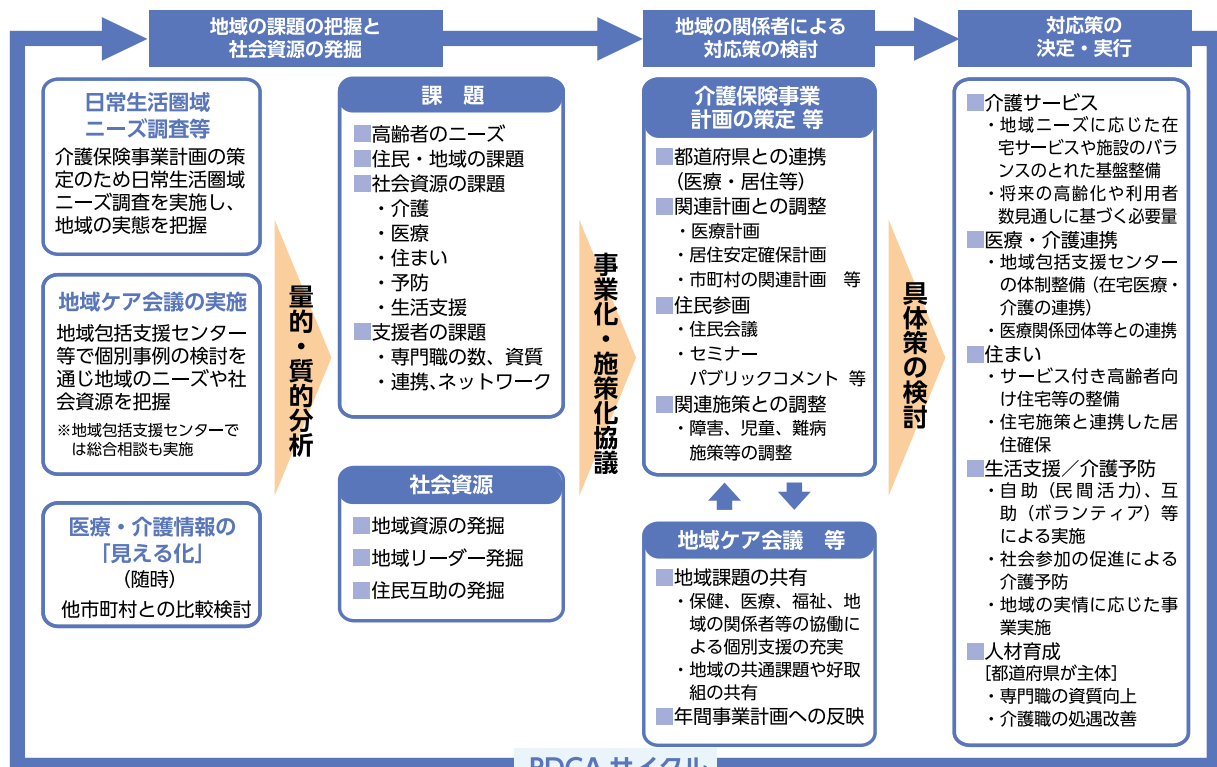 地域の課題の把握と
社会資源の発掘
地域の関係者による
対応策の検討
対応策の
決定・実行
日常生活圏域
ニーズ調査等
介護保険事業計画の策
定のため日常生活圏域
ニーズ調査を実施し、
地域の実態を把握
地域ケア会議の実施
地域包括支援センター
等で個別事例の検討を
通じ地域のニーズや社
会資源を把握
※地域包括支援センターで
は総合相談も実施
医療・介護情報の
「見える化」
(随時)
他市町村との比較検討
量的・質的分析
課 題
■高齢者のニーズ
■住民・地域の課題
■社会資源の課題
・介護
・医療
・住まい
・予防
・生活支援
■支援者の課題
・専門職の数、資質
・連携、ネットワーク
社会資源
■地域資源の発掘
■地域リーダー発掘
■住民互助の発掘
事業化・施策化協議
介護保険事業
計画の策定 等
■都道府県との連携
(医療・居住等)
■関連計画との調整
・医療計画
・居住安定確保計画
・市町村の関連計画 等
■住民参画
・住民会議
・セミナー
パブリックコメント 等
■関連施策との調整
・障害、児童、難病
施策等の調整
地域ケア会議 等
■地域課題の共有
・保健、医療、福祉、地
域の関係者等の協働に
よる個別支援の充実
・地域の共通課題や好取
組の共有
■年間事業計画への反映
具体策の検討
■介護サービス
・地域ニーズに応じた在
宅サービスや施設のバラ
ンスのとれた基盤整備
・将来の高齢化や利用者
数見通しに基づく必要量
■医療・介護連携
・地域包括支援センター
の体制整備(在宅医療・
介護の連携)
・医療関係団体等との連携
■住まい
・サービス付き高齢者向
け住宅等の整備
・住宅施策と連携した居
住確保
■生活支援／介護予防
・自助(民間活力)、互
助(ボランティア)等
による実施
・社会参加の促進による
介護予防
・地域の実情に応じた事
業実施
■人材育成
[都道府県が主体]
・専門職の資質向上
・介護職の処遇改善
PDCAサイクル